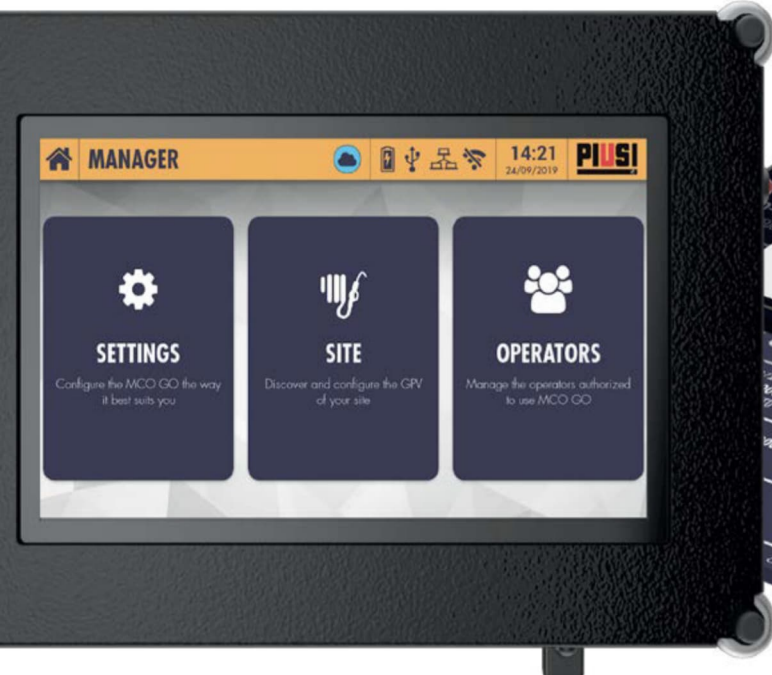 MANAGER
14:21
24/09/2019
PIUSI
SETTINGS
Configure the MCO GO the way
it best suits you
SITE
Discover and configure the GPV
of your site
OPERATORS
Manage the operators authorized
to use MCO GO